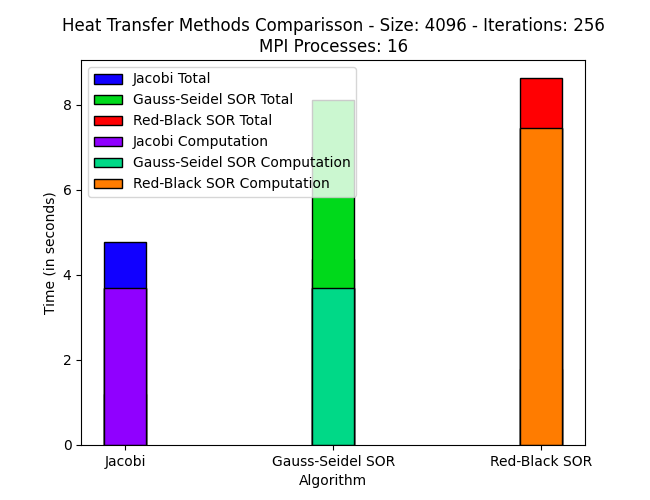 Heat Transfer Methods Comparisson - Size: 4096 - Iterations: 256
MPI Processes: 16
Jacobi Total
Gauss-Seidel SOR Total
Red-Black SOR Total
Jacobi Computation
Gauss-Seidel SOR Computation
Red-Black SOR Computation
Time (in seconds)
8
6
4
2
0
Jacobi
Gauss-Seidel SOR
Red-Black SOR
Algorithm